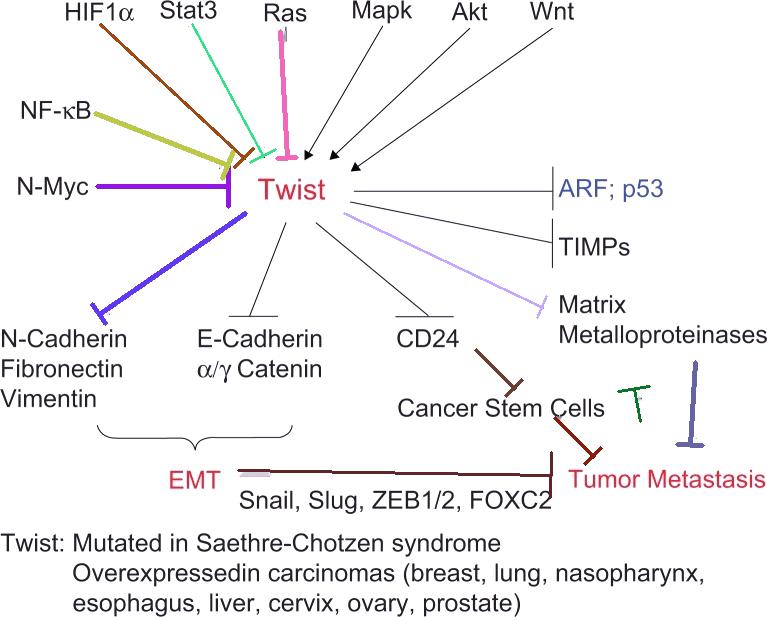 HIF1α Stat3 Ras Mapk Akt Wnt
NF-κB
N-Myc
Twist
ARF; p53
TIMPs
Matrix
Metalloproteinases
N-Cadherin
Fibronectin
Vimentin
E-Cadherin
α/γ Catenin
CD24
Cancer Stem Cells
EMT
Tumor Metastasis
Snail, Slug, ZEB1/2, FOXC2
Twist: Mutated in Saethre-Chotzen syndrome
Overexpressedin carcinomas (breast, lung, nasopharynx,
esophagus, liver, cervix, ovary, prostate)